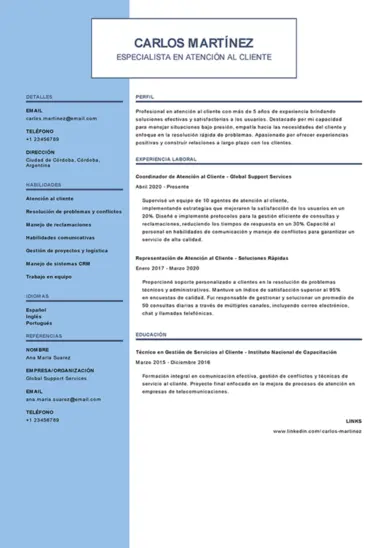 CARLOS MARTÍNEZ
ESPECIALISTA EN ATENCIÓN AL CLIENTE
DETALLES
EMAIL
carlos.martinez@email.com
TELÉFONO
+1 23456789
DIRECCIÓN
Ciudad de Córdoba, Córdoba,
Argentina
HABILIDADES
Atención al cliente
Resolución de problemas y conflictos
Manejo de reclamaciones
Habilidades comunicativas
Gestión de proyectos y logística
Manejo de sistemas CRM
Trabajo en equipo
IDIOMAS
Español
Inglés
Portugués
REFERENCIAS
NOMBRE
Ana María Suarez
EMPRESA/ORGANIZACIÓN
Global Support Services
EMAIL
ana.maria.suarez@email.com
TELÉFONO
+1 23456789
PERFIL
Profesional en atención al cliente con más de 5 años de experiencia brindando
soluciones efectivas y satisfactorias a los usuarios. Destacado por mi capacidad
para manejar situaciones bajo presión, empatía hacia las necesidades del cliente y
enfoque en la resolución rápida de problemas. Apasionado por ofrecer experiencias
positivas y construir relaciones a largo plazo con los clientes.
EXPERIENCIA LABORAL
Coordinador de Atención al Cliente - Global Support Services
Abril 2020 - Presente
Supervisé un equipo de 10 agentes de atención al cliente,
implementando estrategias que mejoraron la satisfacción de los usuarios en un
20%. Diseñé e implementé protocolos para la gestión eficiente de consultas y
reclamaciones, reduciendo los tiempos de respuesta en un 30%. Capacité al
personal en habilidades de comunicación y manejo de conflictos para garantizar un
servicio de alta calidad.
Representación de Atención al Cliente - Soluciones Rápidas
Enero 2017 - Marzo 2020
Proporcioné soporte personalizado a clientes en la resolución de problemas
técnicos y administrativos. Mantuve un índice de satisfacción superior al 95%
en encuestas de calidad. Fui responsable de gestionar y solucionar un promedio de
50 consultas diarias a través de múltiples canales, incluyendo correo electrónico,
chat y llamadas telefónicas.
EDUCACIÓN
Técnico en Gestión de Servicios al Cliente - Instituto Nacional de Capacitación
Marzo 2015 - Diciembre 2016
Formación integral en comunicación efectiva, gestión de conflictos y técnicas de
servicio al cliente. Proyecto final enfocado en la mejora de procesos de atención en
empresas de telecomunicaciones.
LINKS
www.linkedin.com/carlos-martinez